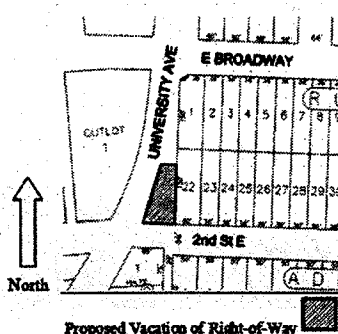 66'
E BROADWAY
UNIVERSITY AVE
R
OUTLOT
1
1 2 3 4 5 6 7 8
22 23 24 25 26 27 28 29 30
2nd St E
North
A D
Proposed Vacation of Right-of-Way